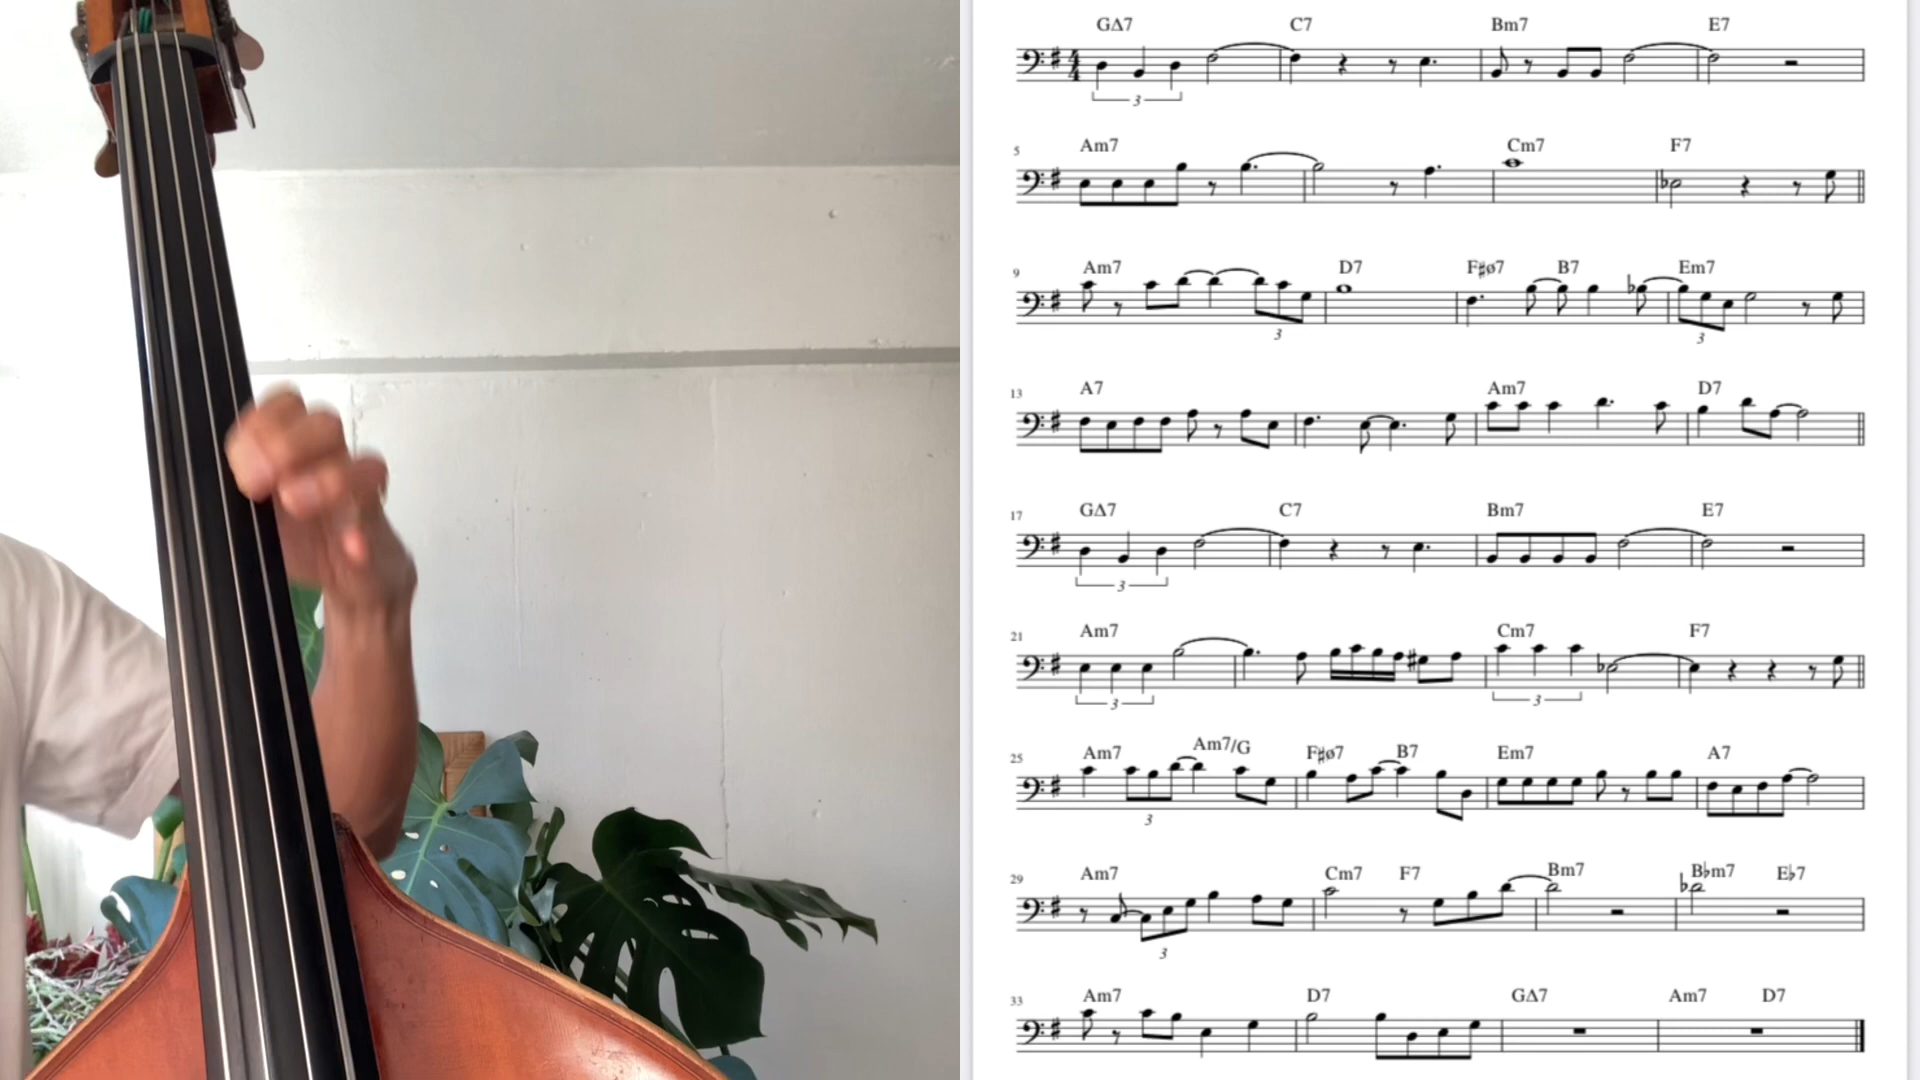 GΔ7 C7 Bm7 E7
4
4
3
5 Am7 Cm7 F7
9 Am7 D7 F♯ø7 B7 Em7
3 3
13 A7 Am7 D7
17 GΔ7 C7 Bm7 E7
3
21 Am7 Cm7 F7
3 3
25 Am7 Am7/G F♯ø7 B7 Em7 A7
3
29 Am7 Cm7 F7 Bm7 B♭m7 E♭7
3
33 Am7 D7 GΔ7 Am7 D7